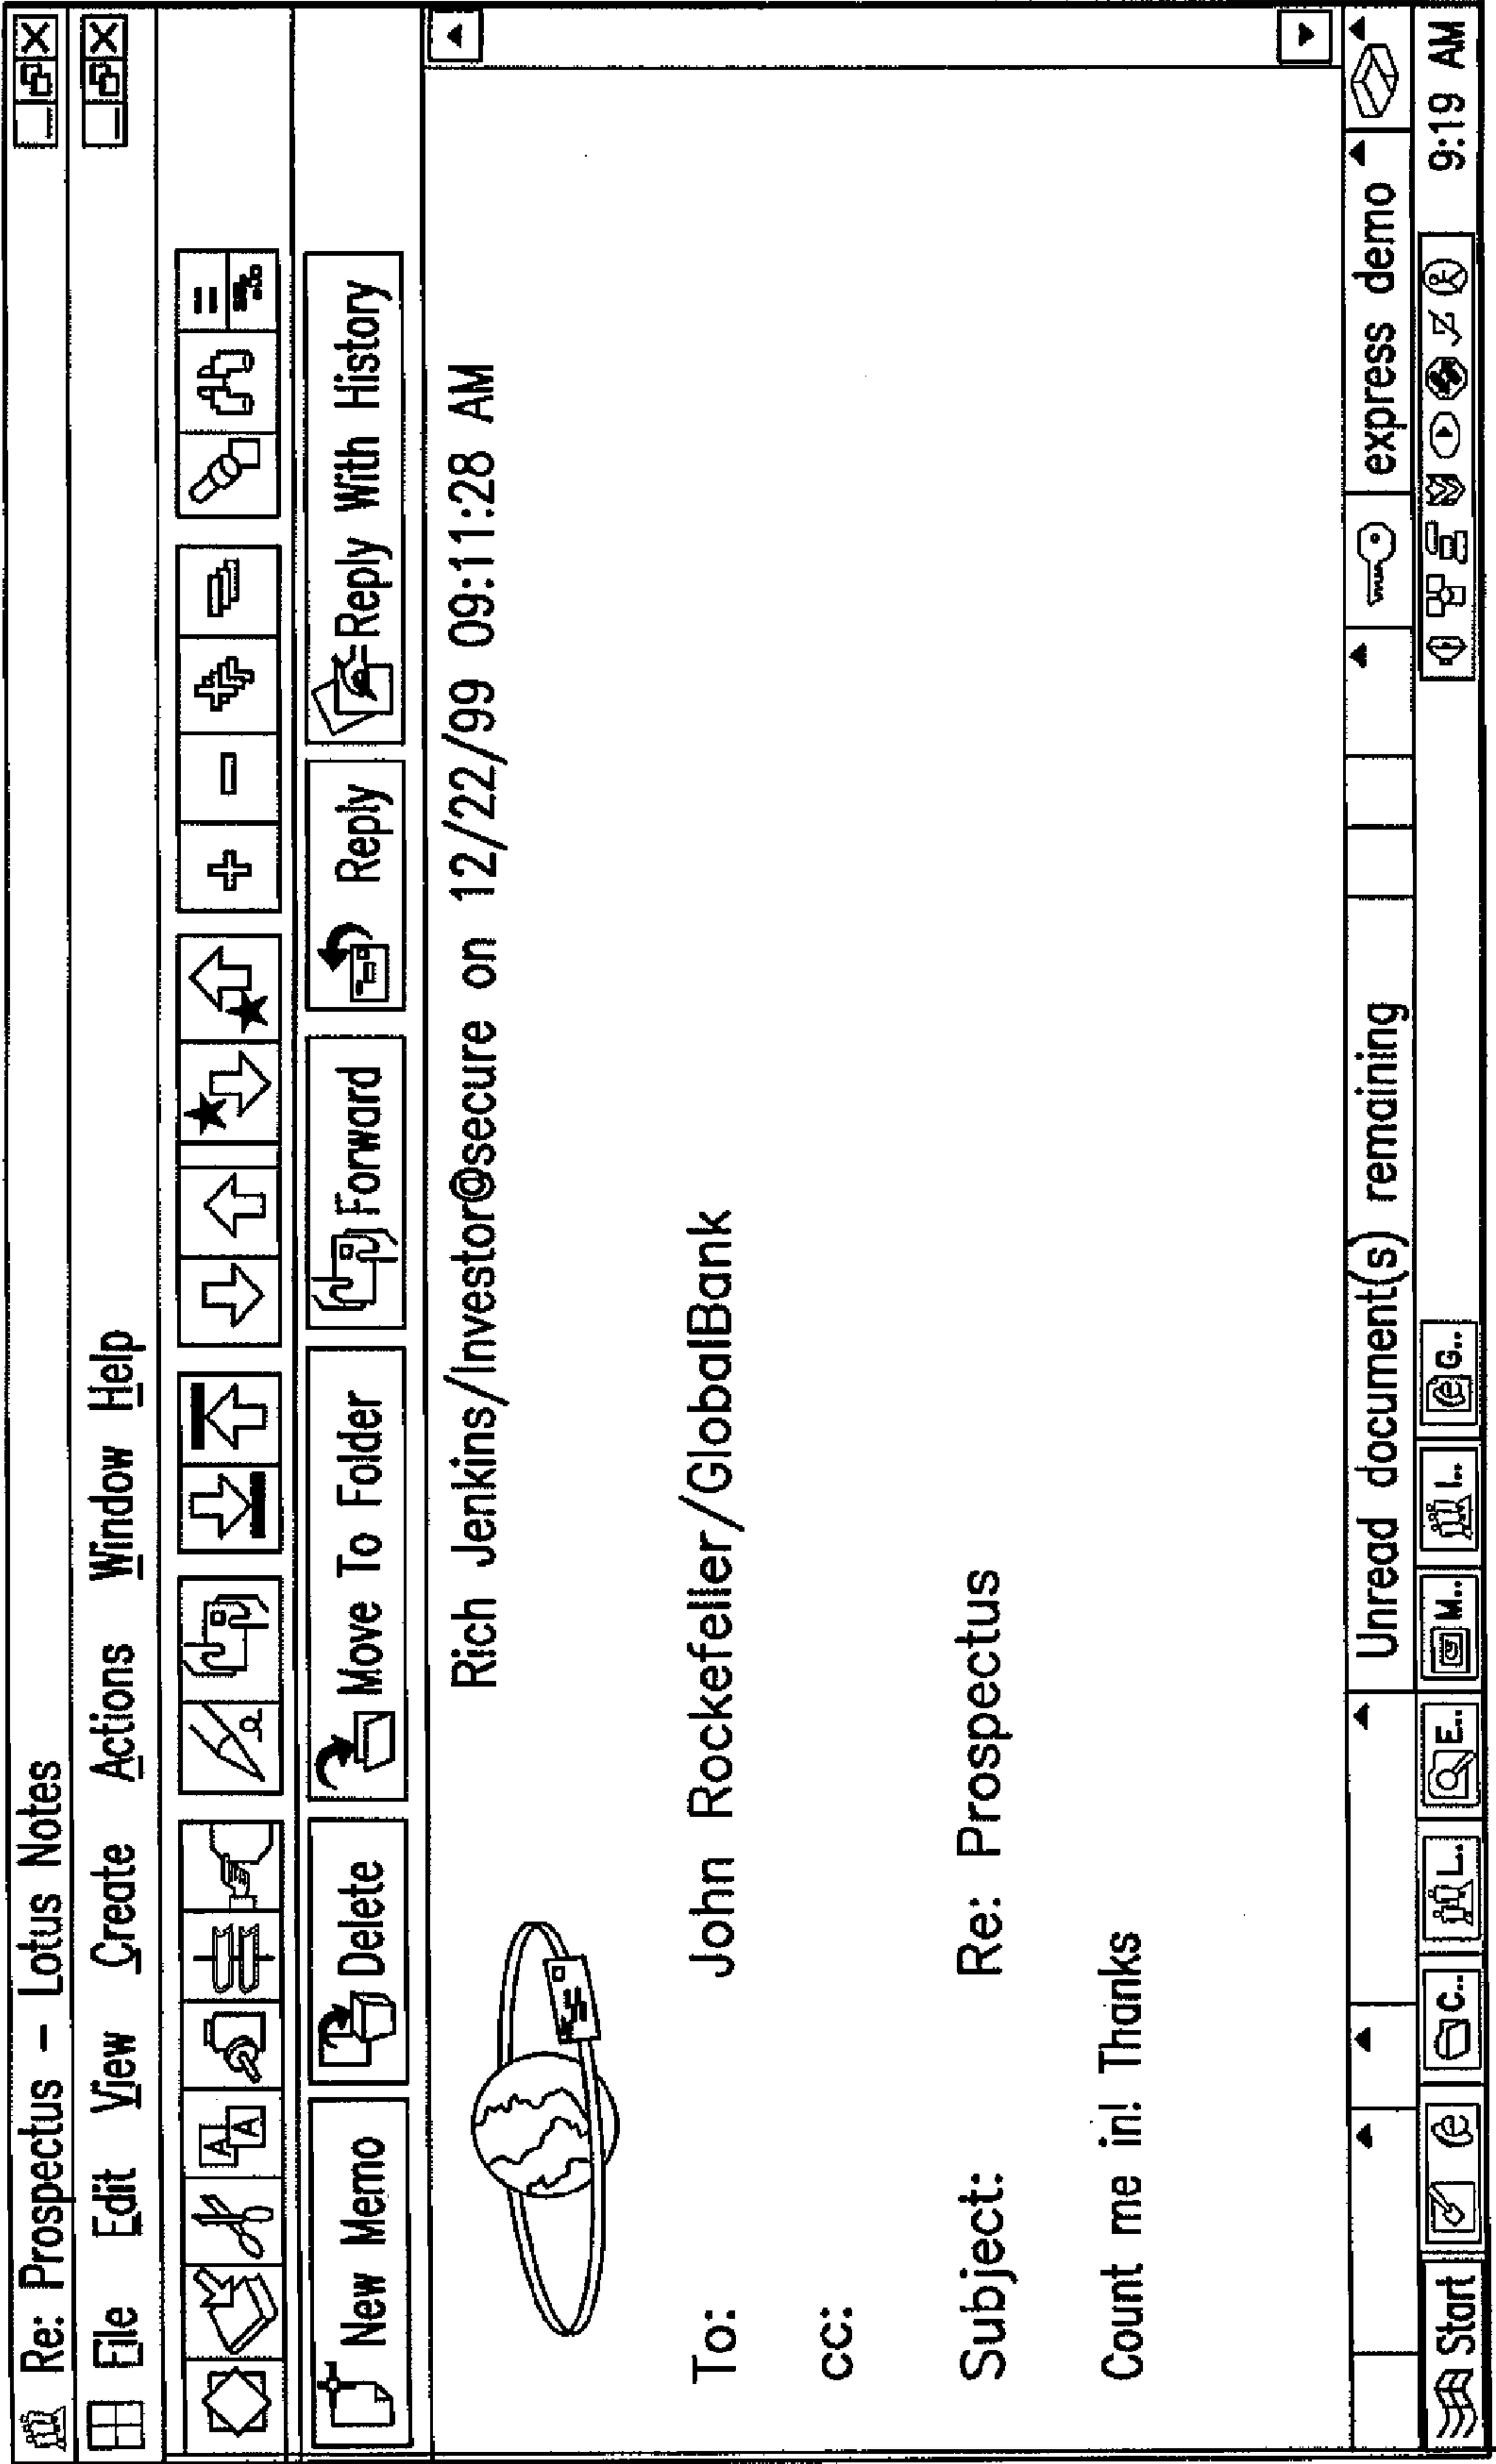 Re: Prospectus - Lotus Notes
File Edit View Create Actions Window Help
New Memo Delete Move To Folder Forward Reply Reply With History
Rich Jenkins/Investor@secure on 12/22/99 09:11:28 AM
To: John Rockefeller/GlobalBank
cc:
Subject: Re: Prospectus
Count me in! Thanks
Unread document(s) remaining express demo
Start C.. L.. E.. M.. I.. G.. 9:19 AM